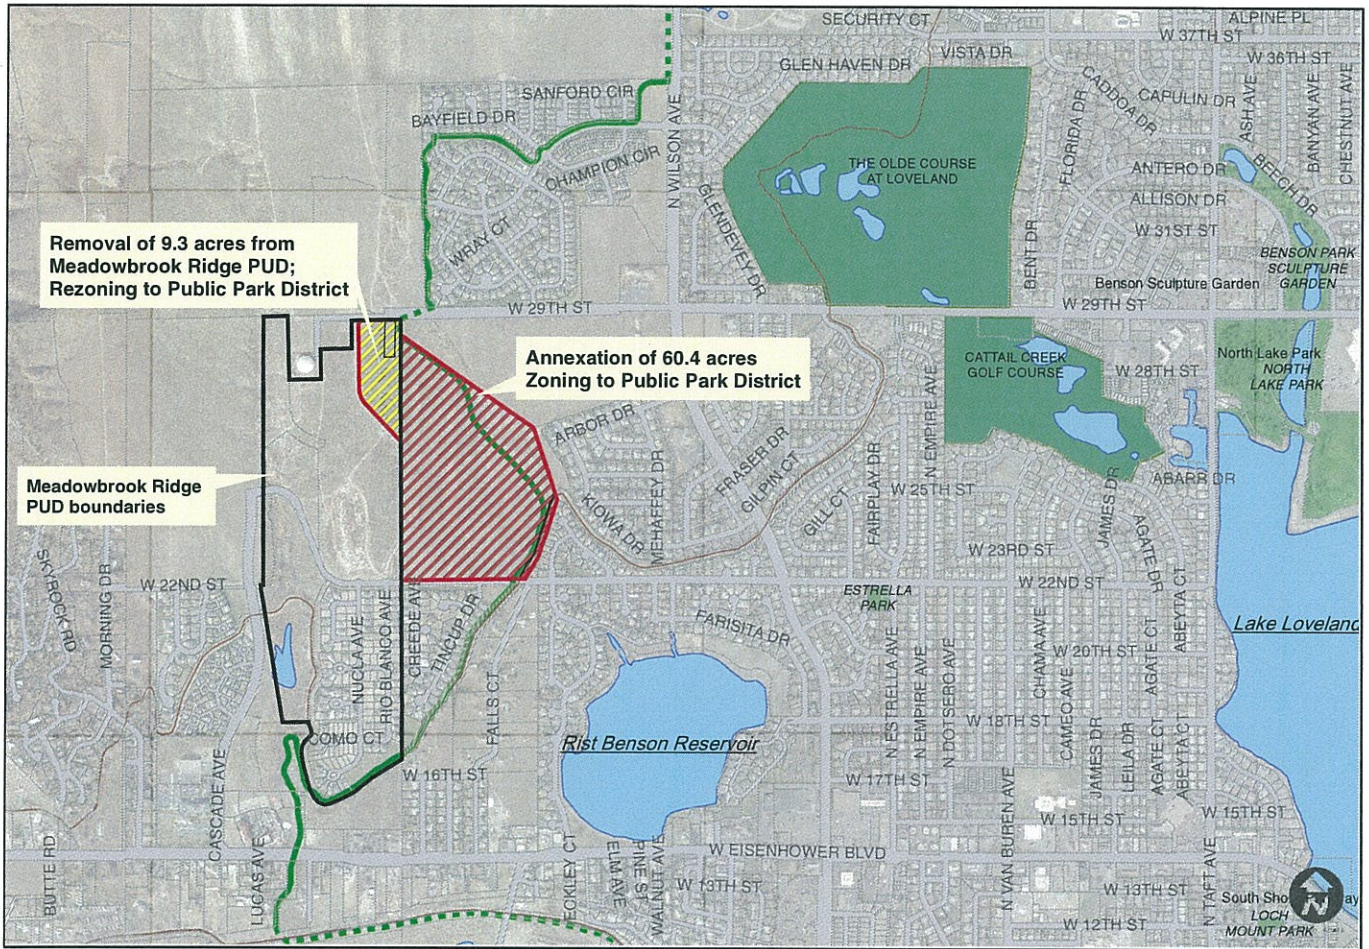 SECURITY CT
ALPINE PL
W 37TH ST
VISTA DR
W 36TH ST
GLEN HAVEN DR
CADDOA DR
CAPULIN DR
ASH AVE
BANYAN AVE
CHESTNUT AVE
SANFORD CIR
BAYFIELD DR
N WILSON AVE
FLORIDA DR
CHAMPION CIR
THE OLDE COURSE
AT LOVELAND
ANTERO DR
BEECH DR
ALLISON DR
GLENDEVEY DR
WRAY CT
W 31ST ST
BENT DR
Removal of 9.3 acres from
Meadowbrook Ridge PUD;
Rezoning to Public Park District
BENSON PARK
SCULPTURE
GARDEN
Benson Sculpture Garden
W 29TH ST
W 29TH ST
Annexation of 60.4 acres
Zoning to Public Park District
CATTAIL CREEK
GOLF COURSE
W 28TH ST
North Lake Park
NORTH
LAKE PARK
N EMPIRE AVE
ARBOR DR
FRASER DR
GILPIN CT
MEHAFFEY DR
FAIRPLAY DR
GILL CT
KIOWA DR
W 25TH ST
ABARR DR
JAMES DR
AGATE DR
Meadowbrook Ridge
PUD boundaries
SKYROCK RD
MORNING DR
W 22ND ST
W 23RD ST
W 22ND ST
ESTRELLA
PARK
ABEYTA CT
Lake Loveland
NUCLA AVE
RIO BLANCO AVE
CREEDE AVE
TINCUP DR
FARISITA DR
N ESTRELLA AVE
N EMPIRE AVE
N DOTSERO AVE
CHAMA AVE
W 20TH ST
AGATE CT
CAMEO AVE
FALLS CT
W 18TH ST
COMO CT
Rist Benson Reservoir
JAMES DR
LEILA DR
AGATE CT
ABEYTA CT
W 16TH ST
W 17TH ST
CASCADE AVE
N VAN BUREN AVE
W 15TH ST
W 15TH ST
BUTTE RD
LUCAS AVE
ECKLEY CT
ELM AVE
PINE ST
WALNUT AVE
W EISENHOWER BLVD
N TAFT AVE
W 13TH ST
W 13TH ST
South Sho
ay
LOCH
MOUNT PARK
W 12TH ST
N